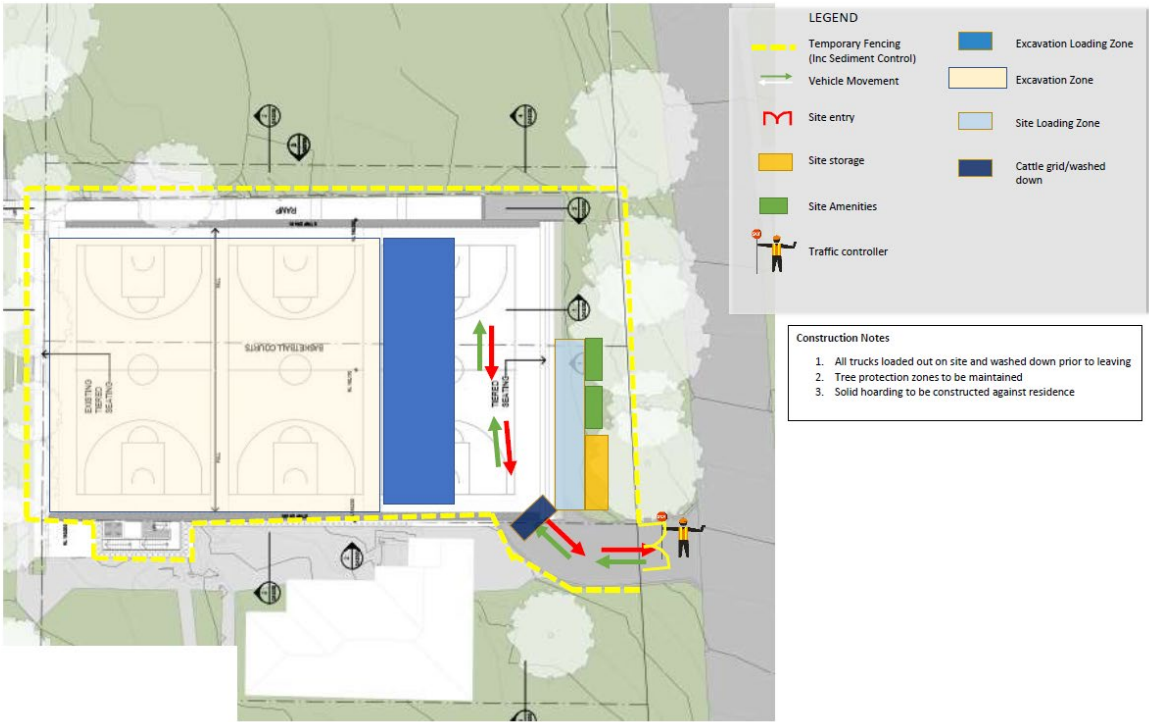 LEGEND
Temporary Fencing
(Inc Sediment Control)
Vehicle Movement
Site entry
Site storage
Site Amenities
Traffic controller
Excavation Loading Zone
Excavation Zone
Site Loading Zone
Cattle grid/washed
down
Construction Notes
1. All trucks loaded out on site and washed down prior to leaving
2. Tree protection zones to be maintained
3. Solid hoarding to be constructed against residence
RAMP
BASKETBALL COURTS
EXISTING
TIERED
SEATING
TIERED
SEATING